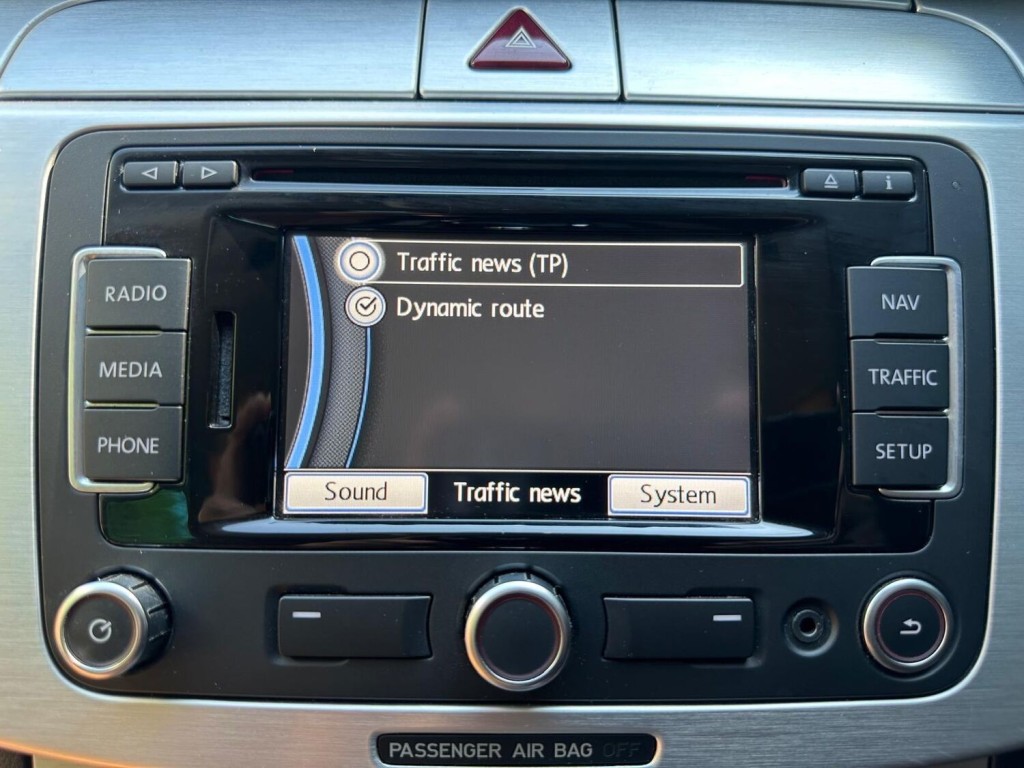 i
RADIO
MEDIA
PHONE
Traffic news (TP)
Dynamic route
Sound
Traffic news
System
NAV
TRAFFIC
SETUP
PASSENGER AIR BAG OFF